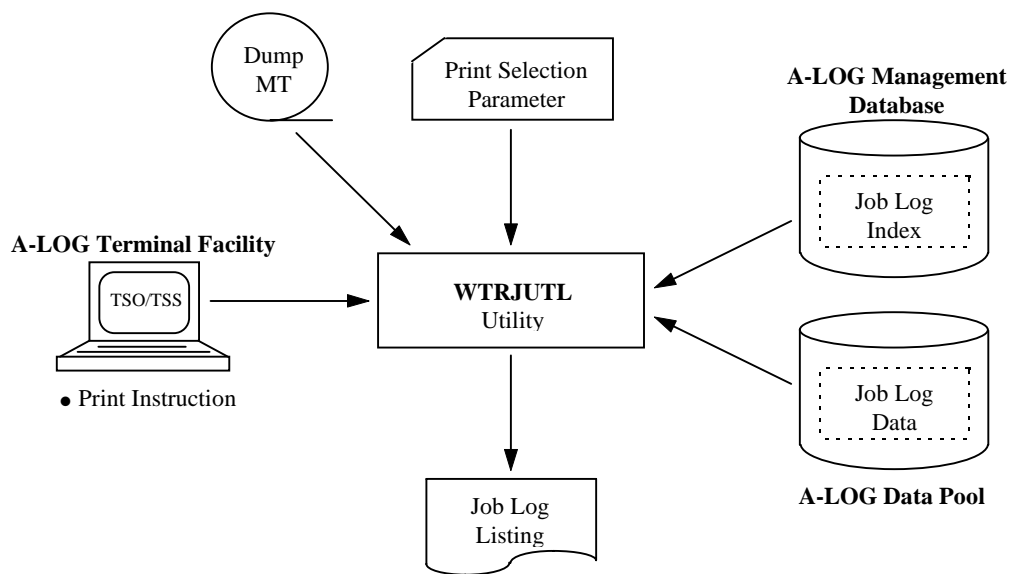 Dump
MT
Print Selection
Parameter
A-LOG Management
Database
Job Log
Index
A-LOG Terminal Facility
TSO/TSS
● Print Instruction
WTRJUTL
Utility
Job Log
Data
A-LOG Data Pool
Job Log
Listing